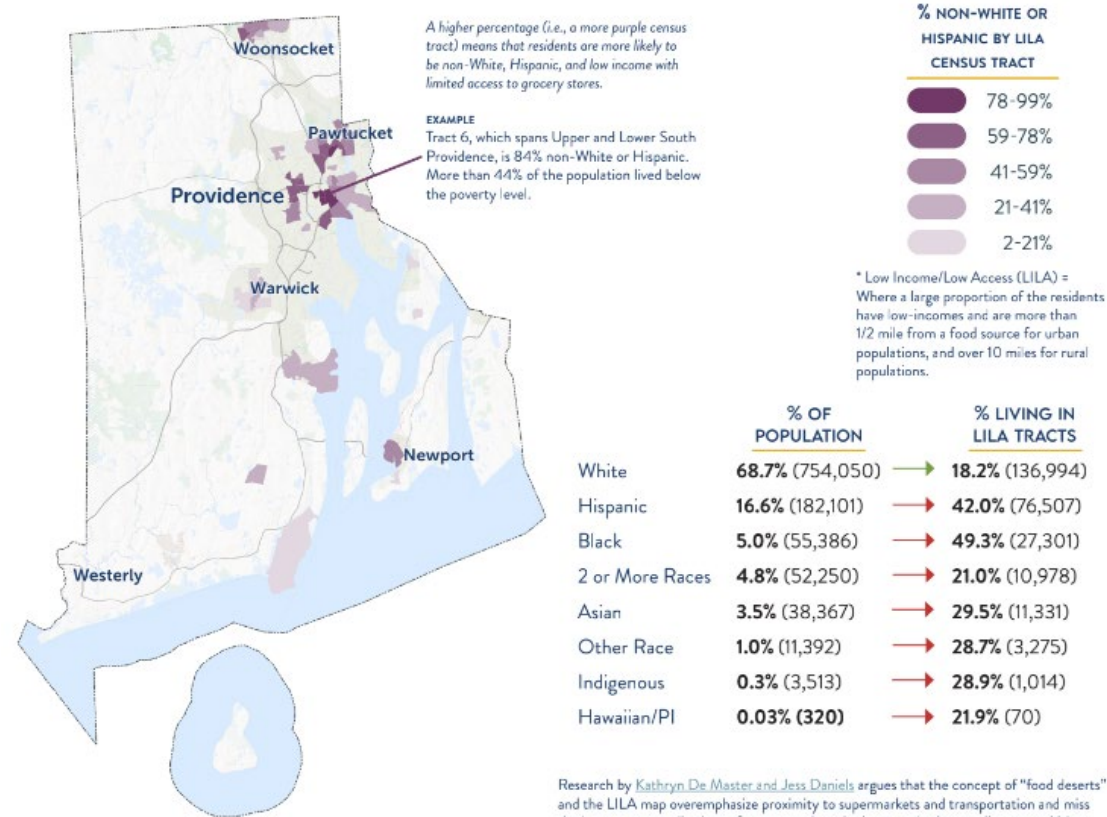 Woonsocket
Pawtucket
Providence
Warwick
Newport
Westerly
A higher percentage (i.e., a more purple census
tract) means that residents are more likely to
be non-White, Hispanic, and low income with
limited access to grocery stores.
EXAMPLE
Tract 6, which spans Upper and Lower South
Providence, is 84% non-White or Hispanic.
More than 44% of the population lived below
the poverty level.
% NON-WHITE OR
HISPANIC BY LILA
CENSUS TRACT
78-99%
59-78%
41-59%
21-41%
2-21%
* Low Income/Low Access (LILA) =
Where a large proportion of the residents
have low-incomes and are more than
1/2 mile from a food source for urban
populations, and over 10 miles for rural
populations.
% OF POPULATION % LIVING IN LILA TRACTS
White 68.7% (754,050) 18.2% (136,994)
Hispanic 16.6% (182,101) 42.0% (76,507)
Black 5.0% (55,386) 49.3% (27,301)
2 or More Races 4.8% (52,250) 21.0% (10,978)
Asian 3.5% (38,367) 29.5% (11,331)
Other Race 1.0% (11,392) 28.7% (3,275)
Indigenous 0.3% (3,513) 28.9% (1,014)
Hawaiian/PI 0.03% (320) 21.9% (70)
Research by Kathryn De Master and Jess Daniels argues that the concept of "food deserts"
and the LILA map overemphasize proximity to supermarkets and transportation and miss